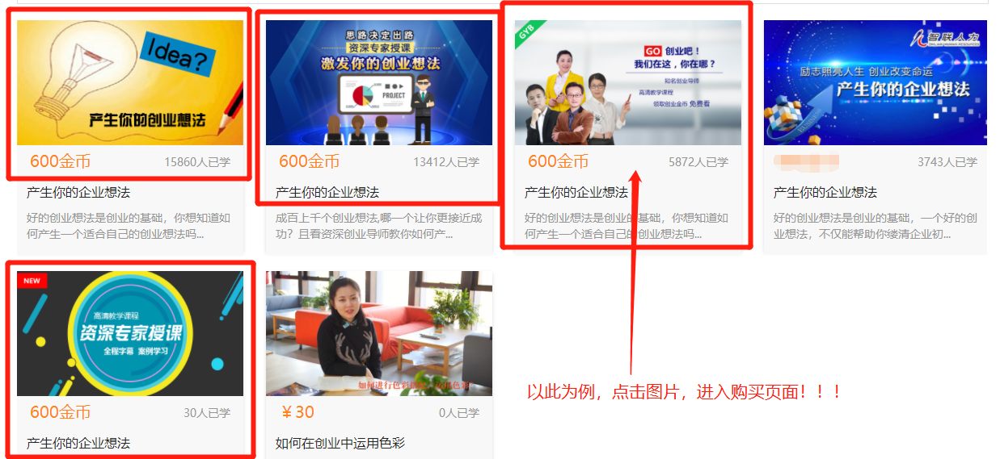 Idea?
产生你的创业想法
600金币
15860人已学
产生你的企业想法
好的创业想法是创业的基础，你想知道如
何产生一个适合自己的创业想法吗...
思路决定出路
资深专家授课
激发你的创业想法
PROJECT
600金币
13412人已学
产生你的企业想法
成百上千个创业想法,哪一个让你更接近成
功？且看资深创业导师教你如何产...
GYB
GO 创业吧！
我们在这，你在哪？
知名创业导师
高清教学课程
领取创业金币 免费看
600金币
5872人已学
产生你的企业想法
好的创业想法是创业的基础，你想知道如
何产生一个适合自己的创业想法吗...
智联人力
励志照亮人生 创业改变命运
产生你的企业想法
3743人已学
产生你的企业想法
好的创业想法是创业的基础，一个好的创
业想法，不仅能帮助你缕清企业初...
NEW
高清教学课程
资深专家授课
全程字幕 案例学习
600金币
30人已学
产生你的企业想法
¥ 30
0人已学
如何在创业中运用色彩
以此为例，点击图片，进入购买页面！！！